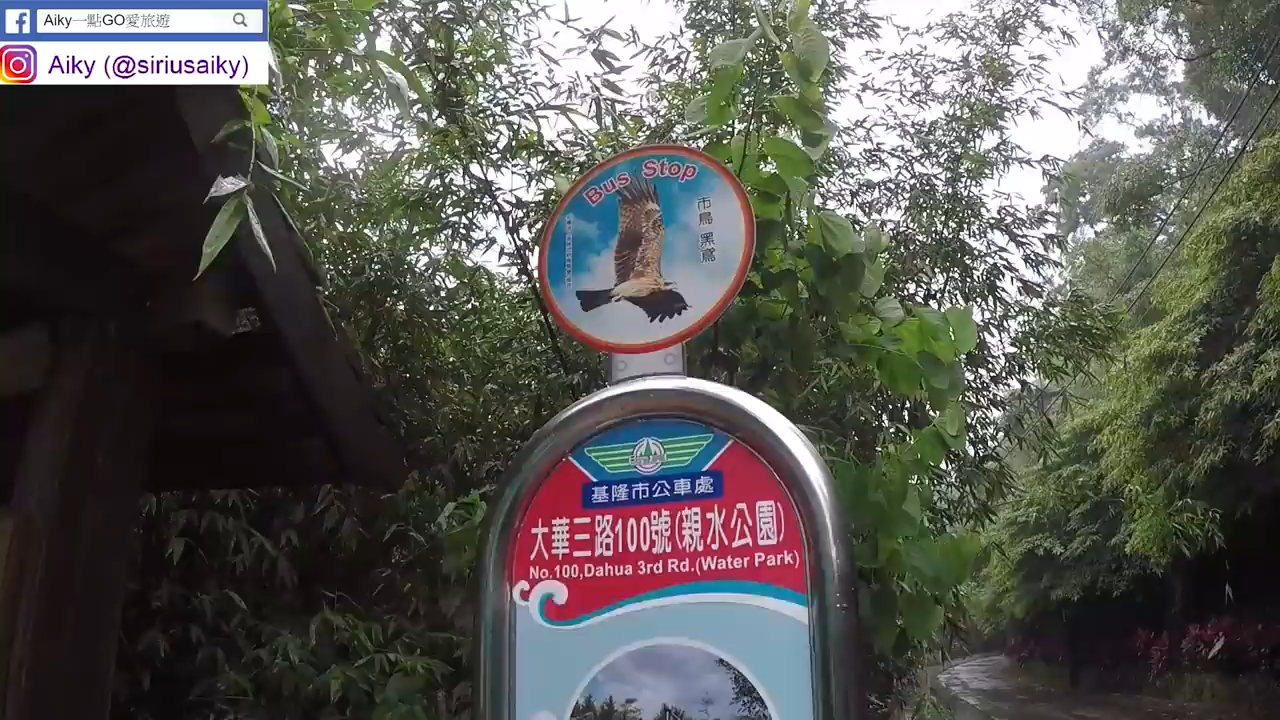 Aiky一點GO愛旅遊
Aiky (@siriusaiky)
Bus Stop
市鳥 黑鳶
基隆市公車處
大華三路100號(親水公園)
No.100,Dahua 3rd Rd.(Water Park)